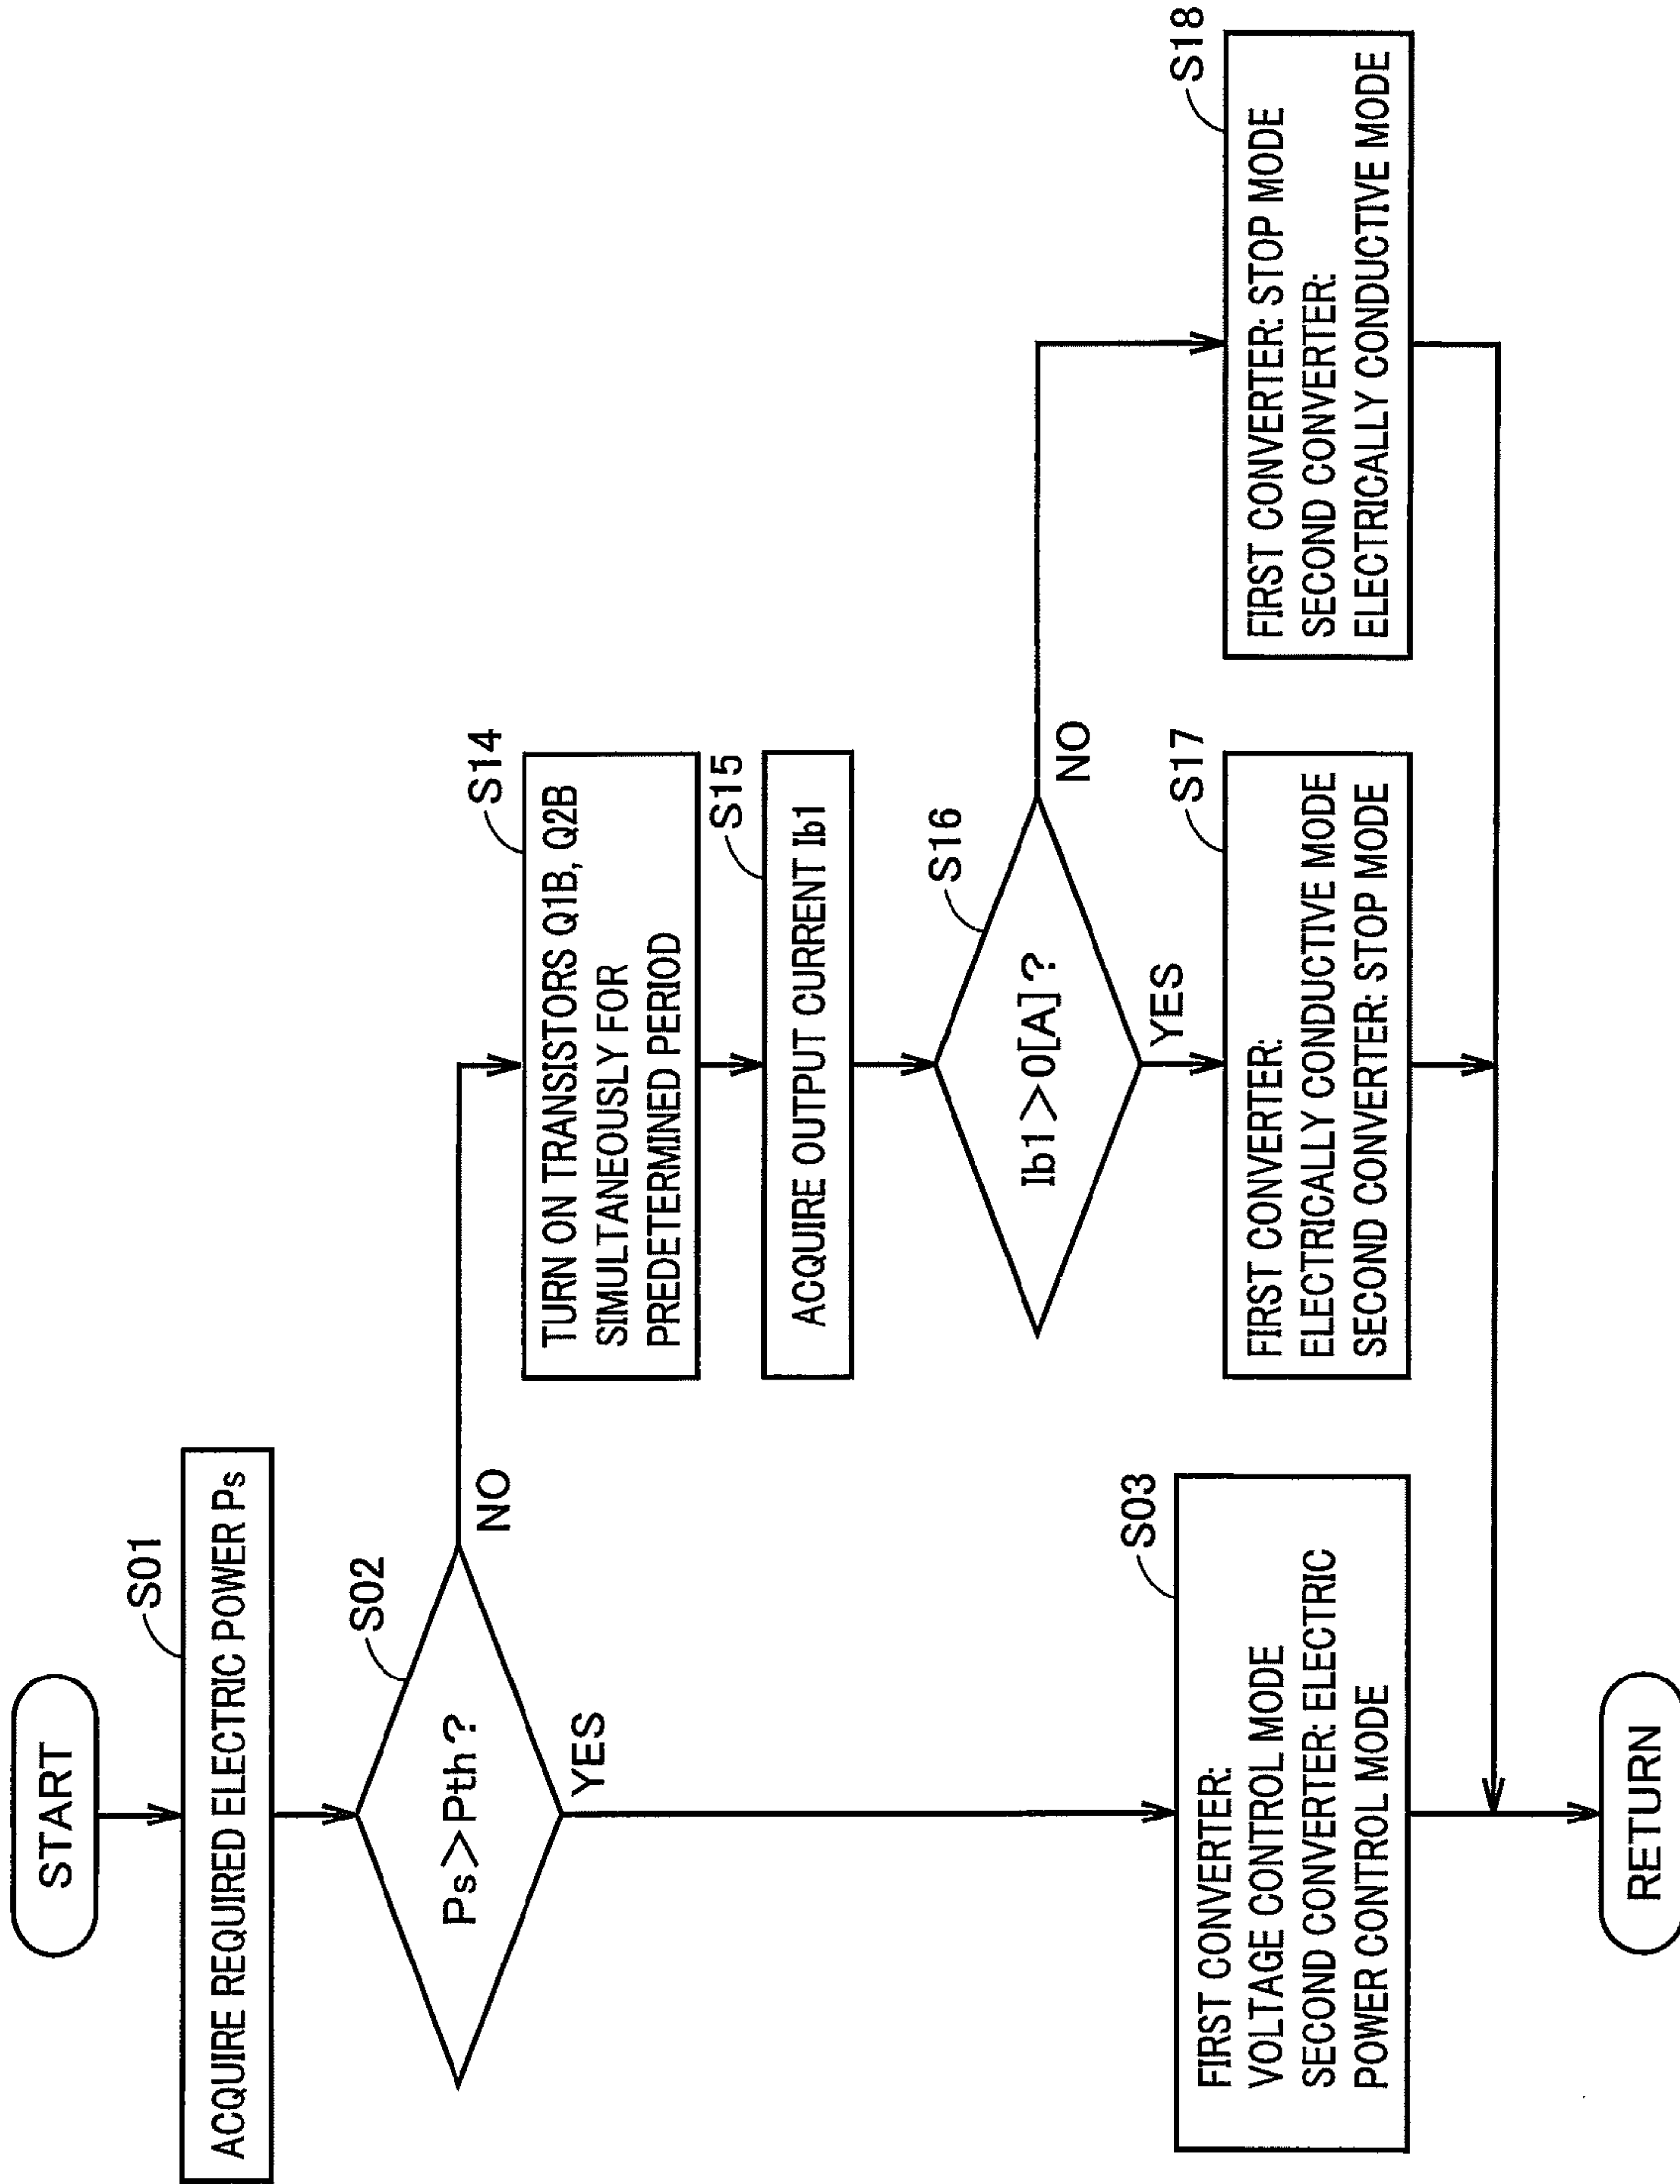 START
S01
ACQUIRE REQUIRED ELECTRIC POWER Ps
S02
Ps>Pth?
NO
YES
S14
TURN ON TRANSISTORS Q1B, Q2B
SIMULTANEOUSLY FOR
PREDETERMINED PERIOD
S15
ACQUIRE OUTPUT CURRENT Ib1
S16
Ib1>0[A]?
NO
YES
S03
FIRST CONVERTER:
VOLTAGE CONTROL MODE
SECOND CONVERTER: ELECTRIC
POWER CONTROL MODE
S17
FIRST CONVERTER:
ELECTRICALLY CONDUCTIVE MODE
SECOND CONVERTER: STOP MODE
S18
FIRST CONVERTER: STOP MODE
SECOND CONVERTER:
ELECTRICALLY CONDUCTIVE MODE
RETURN